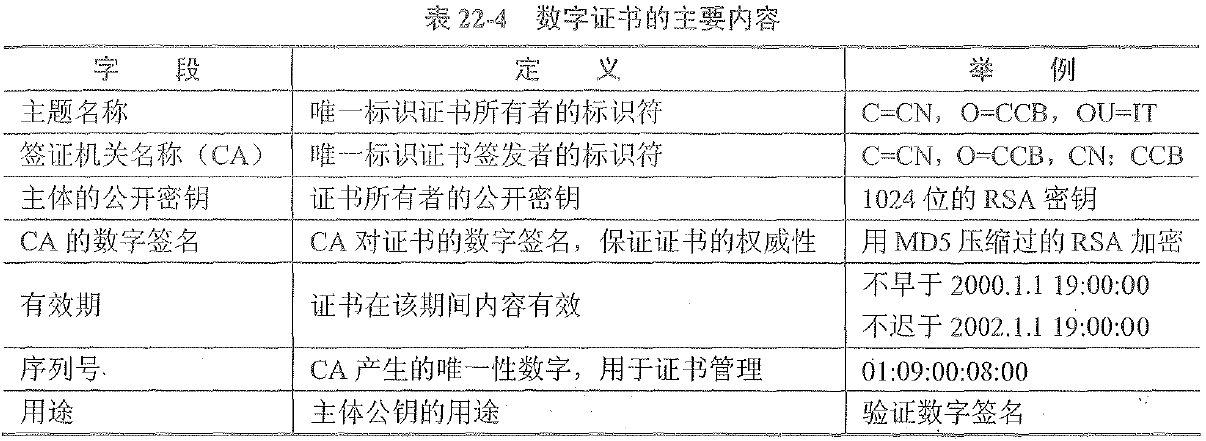 表 22-4 数字证书的主要内容
字 段 定 义 举 例
主题名称 唯一标识证书所有者的标识符 C=CN，O=CCB，OU=IT
签证机关名称（CA） 唯一标识证书签发者的标识符 C=CN，O=CCB，CN：CCB
主体的公开密钥 证书所有者的公开密钥 1024 位的 RSA 密钥
CA 的数字签名 CA 对证书的数字签名，保证证书的权威性 用 MD5 压缩过的 RSA 加密
有效期 证书在该期间内容有效 不早于 2000.1.1 19:00:00
不迟于 2002.1.1 19:00:00
序列号 CA 产生的唯一性数字，用于证书管理 01:09:00:08:00
用途 主体公钥的用途 验证数字签名